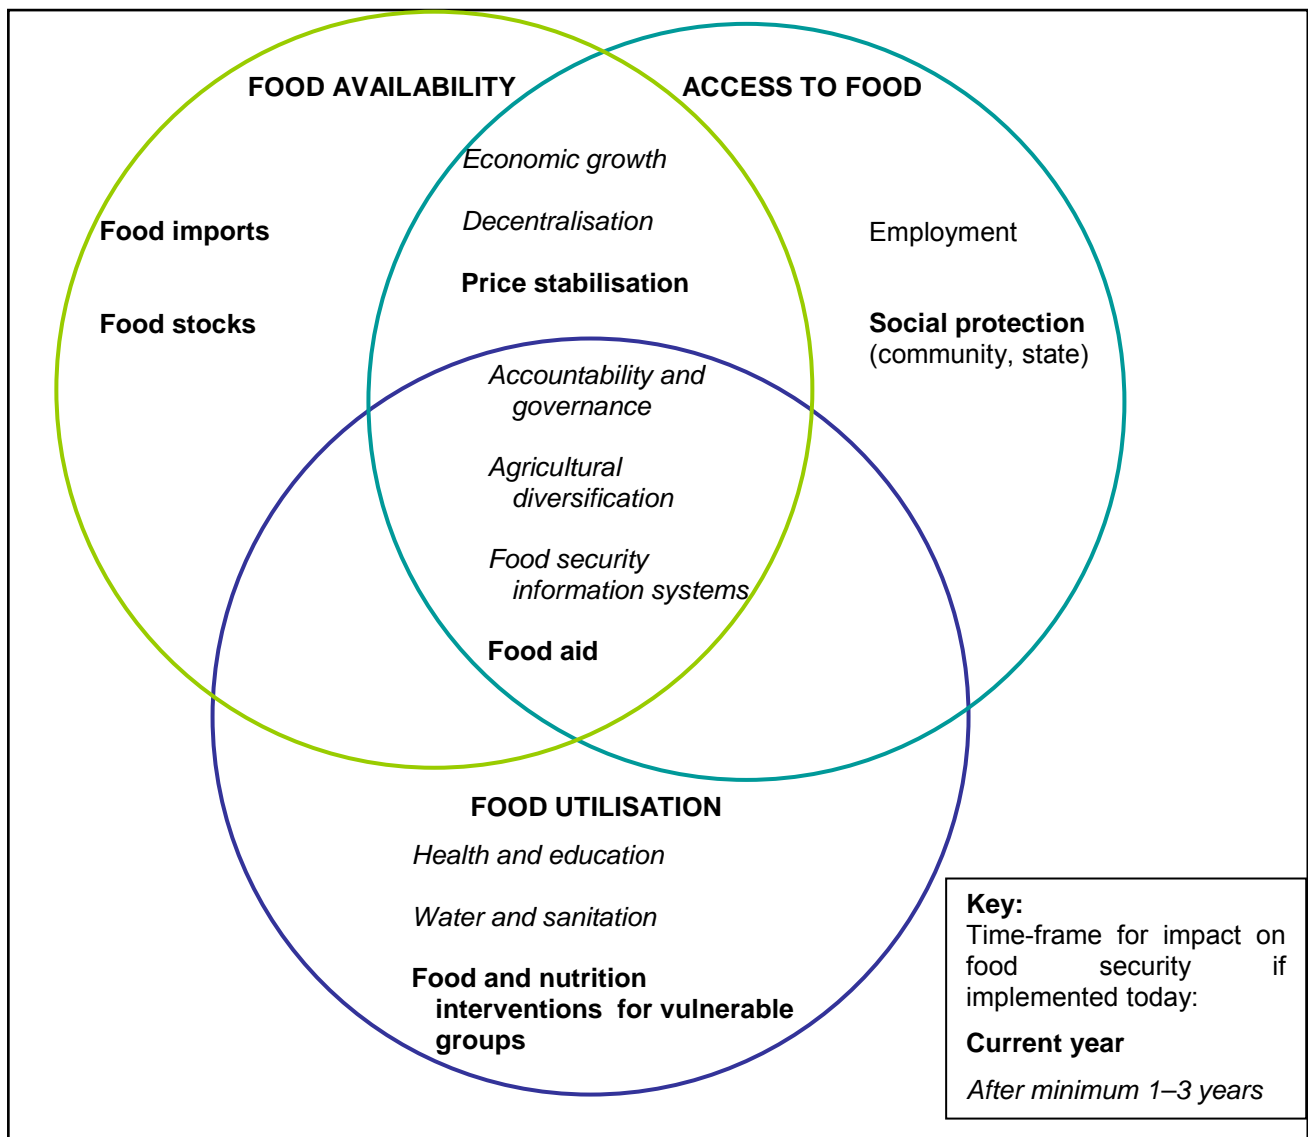 FOOD AVAILABILITY
ACCESS TO FOOD
Economic growth
Decentralisation
Price stabilisation
Food imports
Food stocks
Employment
Social protection
(community, state)
Accountability and
governance
Agricultural
diversification
Food security
information systems
Food aid
FOOD UTILISATION
Health and education
Water and sanitation
Food and nutrition
interventions for vulnerable
groups
Key:
Time-frame for impact on
food security if
implemented today:
Current year
After minimum 1–3 years